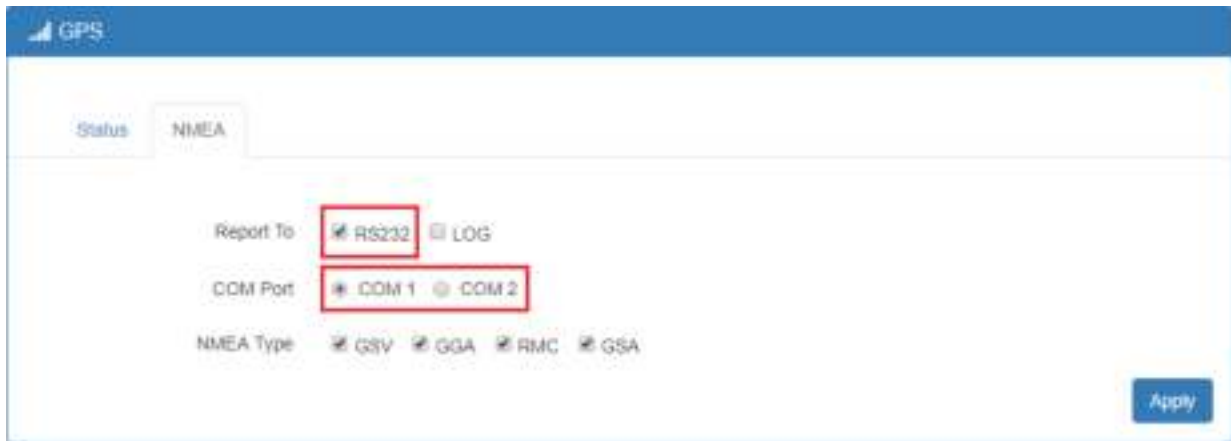 GPS
Status NMEA
Report To RS232 LOG
COM Port COM 1 COM 2
NMEA Type GSV GGA RMC GSA
Apply